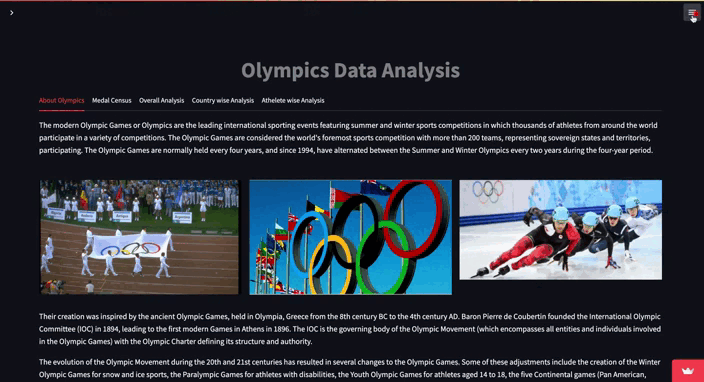 Olympics Data Analysis
About Olympics Medal Census Overall Analysis Country wise Analysis Athelete wise Analysis
The modern Olympic Games or Olympics are the leading international sporting events featuring summer and winter sports competitions in which thousands of athletes from around the world
participate in a variety of competitions. The Olympic Games are considered the world's foremost sports competition with more than 200 teams, representing sovereign states and territories,
participating. The Olympic Games are normally held every four years, and since 1994, have alternated between the Summer and Winter Olympics every two years during the four-year period.
Their creation was inspired by the ancient Olympic Games, held in Olympia, Greece from the 8th century BC to the 4th century AD. Baron Pierre de Coubertin founded the International Olympic
Committee (IOC) in 1894, leading to the first modern Games in Athens in 1896. The IOC is the governing body of the Olympic Movement (which encompasses all entities and individuals involved
in the Olympic Games) with the Olympic Charter defining its structure and authority.
The evolution of the Olympic Movement during the 20th and 21st centuries has resulted in several changes to the Olympic Games. Some of these adjustments include the creation of the Winter
Olympic Games for snow and ice sports, the Paralympic Games for athletes with disabilities, the Youth Olympic Games for athletes aged 14 to 18, the five Continental games (Pan American,